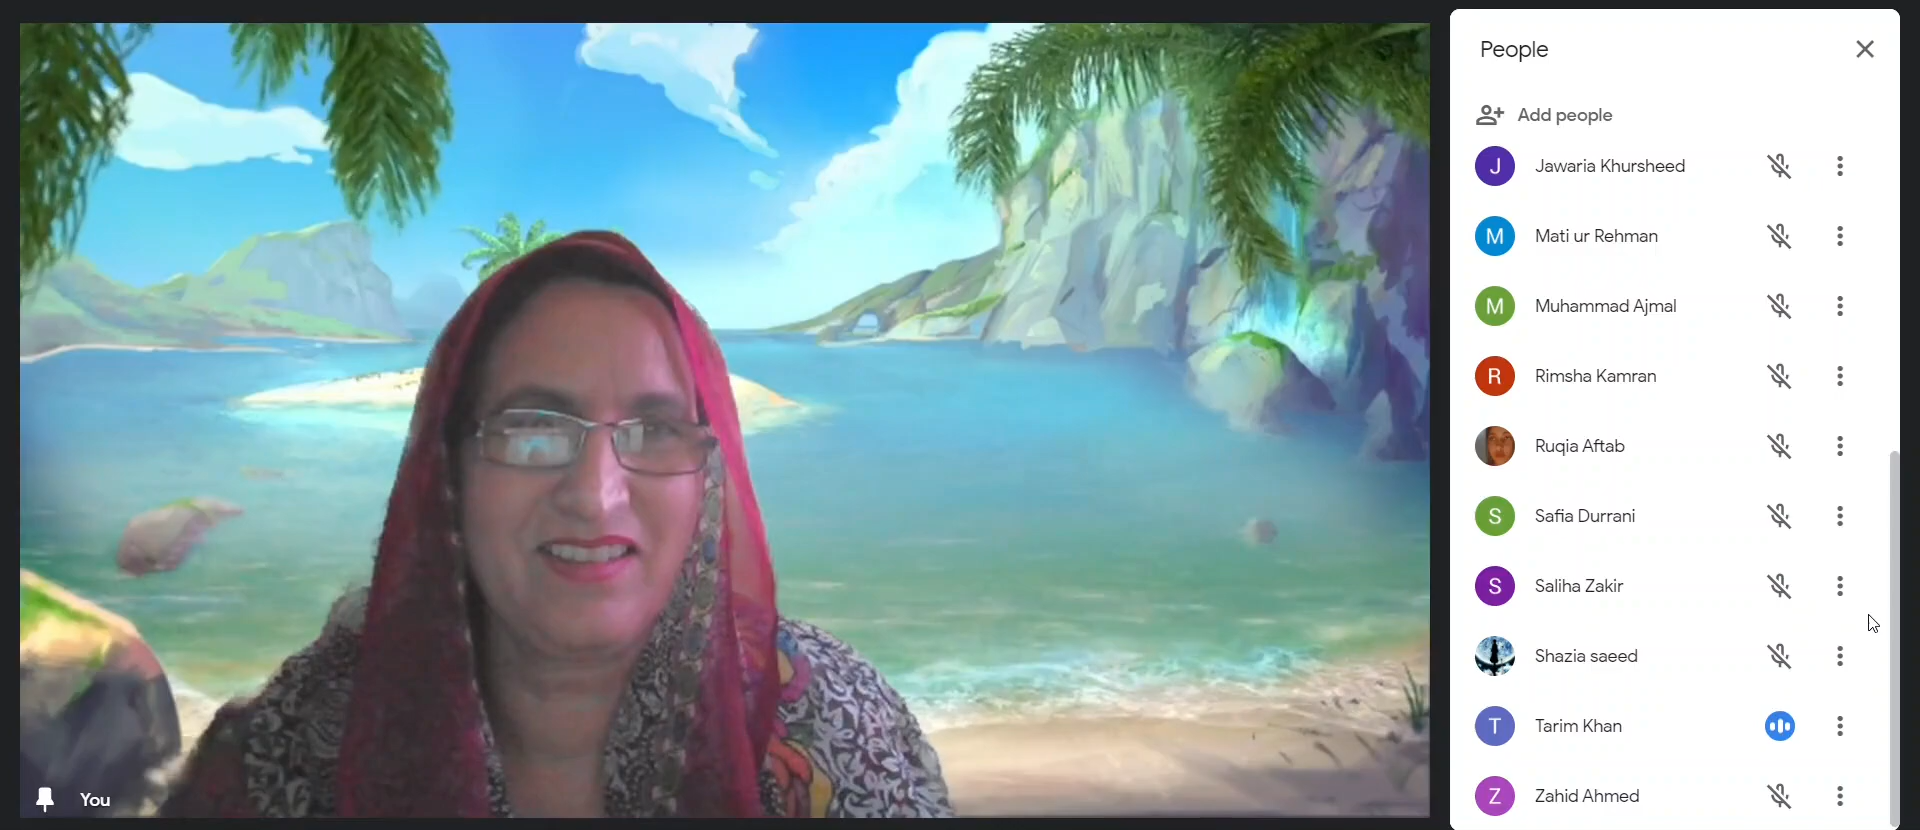 People
Add people
J Jawaria Khursheed
M Mati ur Rehman
M Muhammad Ajmal
R Rimsha Kamran
Ruqia Aftab
S Safia Durrani
S Saliha Zakir
Shazia saeed
T Tarim Khan
Z Zahid Ahmed
You